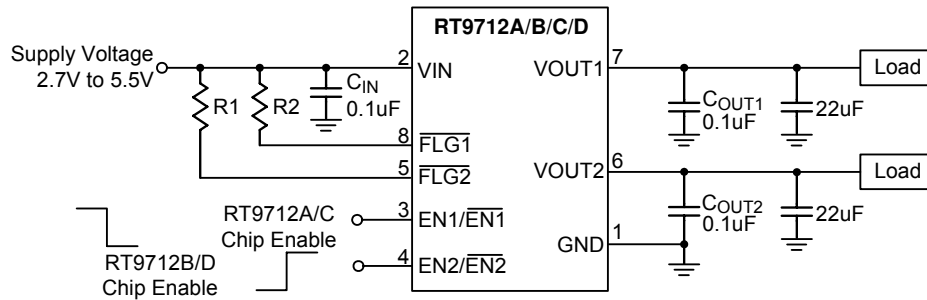 RT9712A/B/C/D
Supply Voltage
2.7V to 5.5V
2
VIN
VOUT1
7
Load
R1
R2
CIN
0.1uF
COUT1
0.1uF
22uF
8
FLG1
5
FLG2
VOUT2
6
Load
RT9712A/C
Chip Enable
3
EN1/EN1
COUT2
0.1uF
22uF
4
EN2/EN2
GND
1
RT9712B/D
Chip Enable